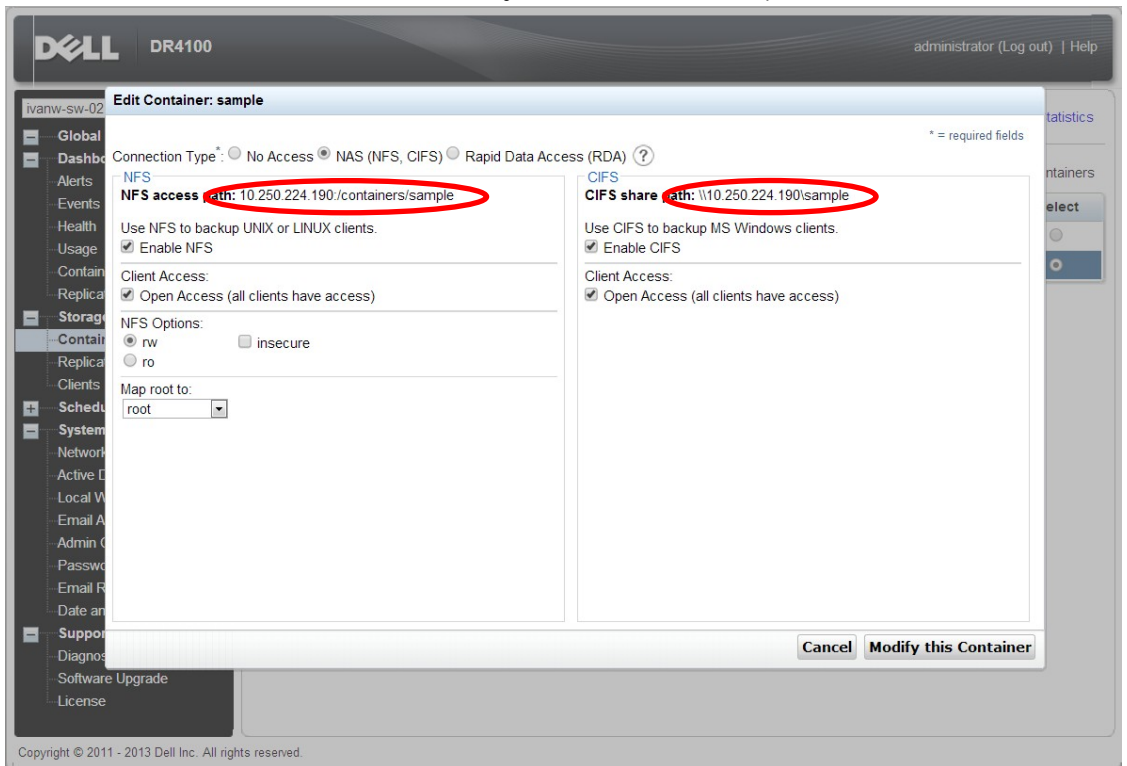 DELL DR4100 administrator (Log out) | Help
ivanw-sw-02
Edit Container: sample
tatistics
* = required fields
Connection Type*: No Access NAS (NFS, CIFS) Rapid Data Access (RDA) ?
ntainers
elect
NFS
NFS access path: 10.250.224.190:/containers/sample
Use NFS to backup UNIX or LINUX clients.
Enable NFS
Client Access:
Open Access (all clients have access)
NFS Options:
rw insecure
ro
Map root to:
root
CIFS
CIFS share path: \\10.250.224.190\sample
Use CIFS to backup MS Windows clients.
Enable CIFS
Client Access:
Open Access (all clients have access)
Cancel Modify this Container
Global
Dashbo
Alerts
Events
Health
Usage
Contain
Replica
Storag
Contain
Replica
Clients
Schedu
System
Network
Active D
Local W
Email A
Admin C
Passwo
Email R
Date an
Suppor
Diagnos
Software Upgrade
License
Copyright © 2011 - 2013 Dell Inc. All rights reserved.